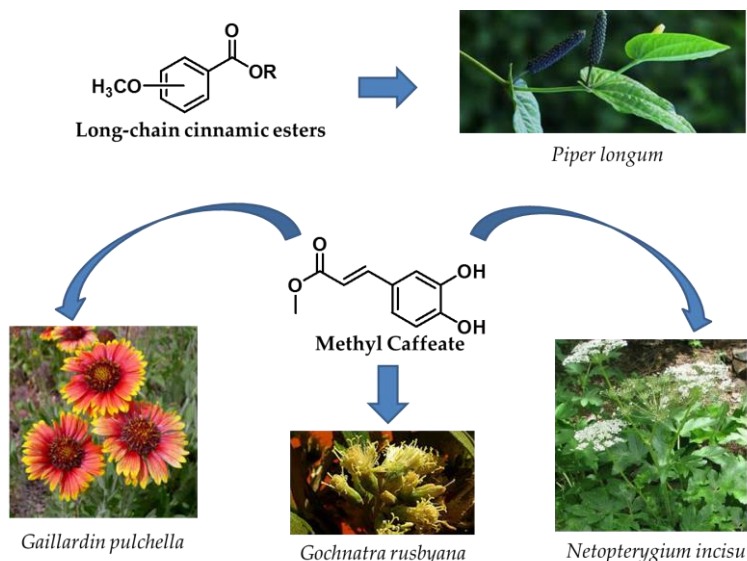 O
H₃CO
OR
Long-chain cinnamic esters
Piper longum
O
O
OH
OH
Methyl Caffeate
Gaillardin pulchella
Gochnatra rusbyana
Netopterygium incisu